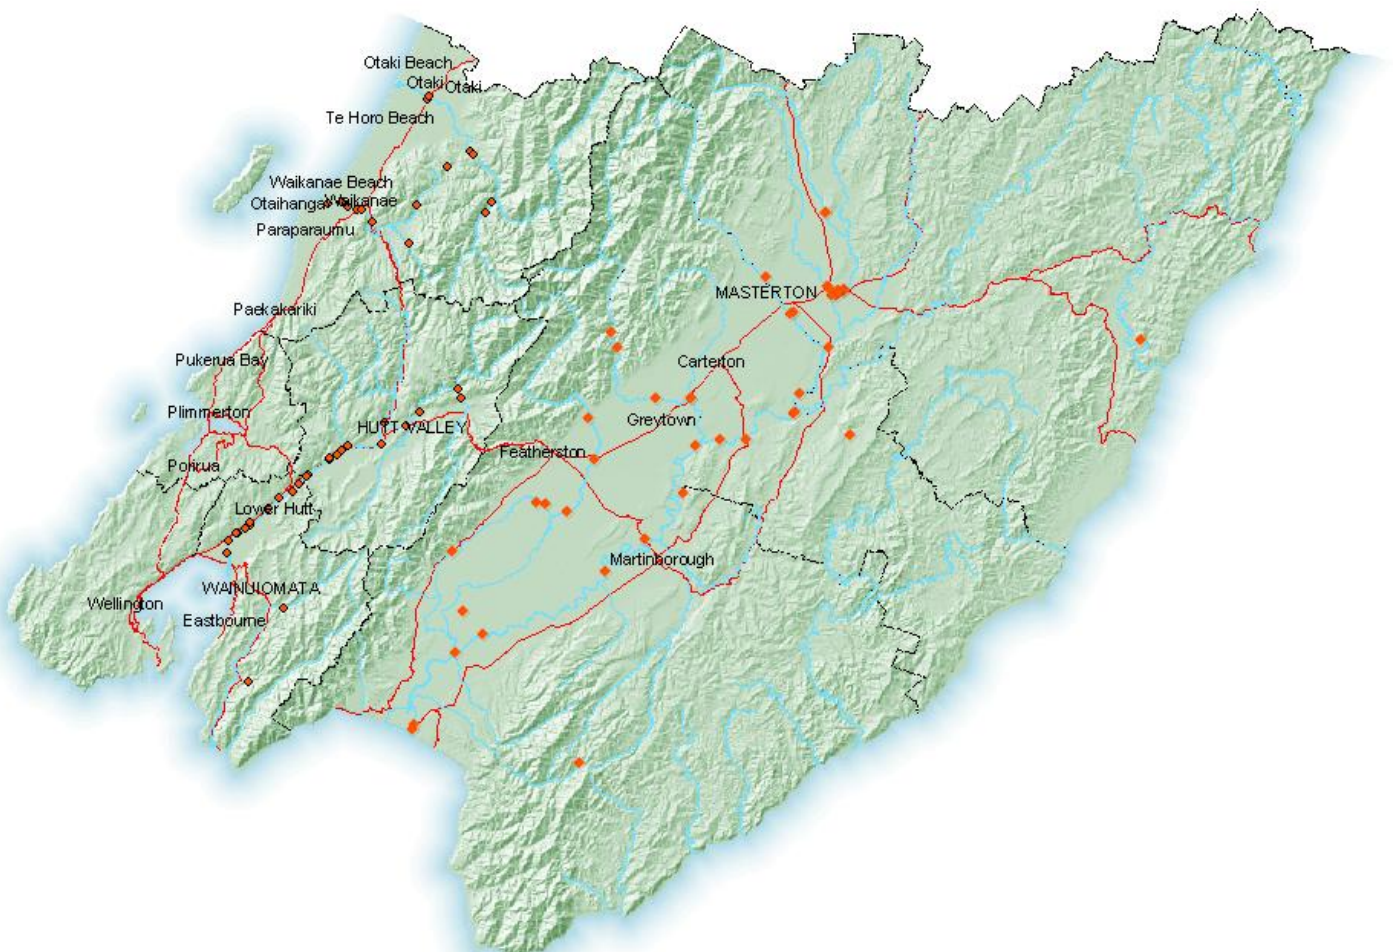 Otaki Beach
Otaki Otaki
Te Horo Beach
Waikanae Beach
Otaihanga Waikanae
Paraparaumu
MASTERTON
Paekakariki
Pukerua Bay
Carterton
Plimmerton
Greytown
HUTT VALLEY
Featherston
Porirua
Lower Hutt
Martinborough
WAINUIOMATA
Wellington
Eastbourne